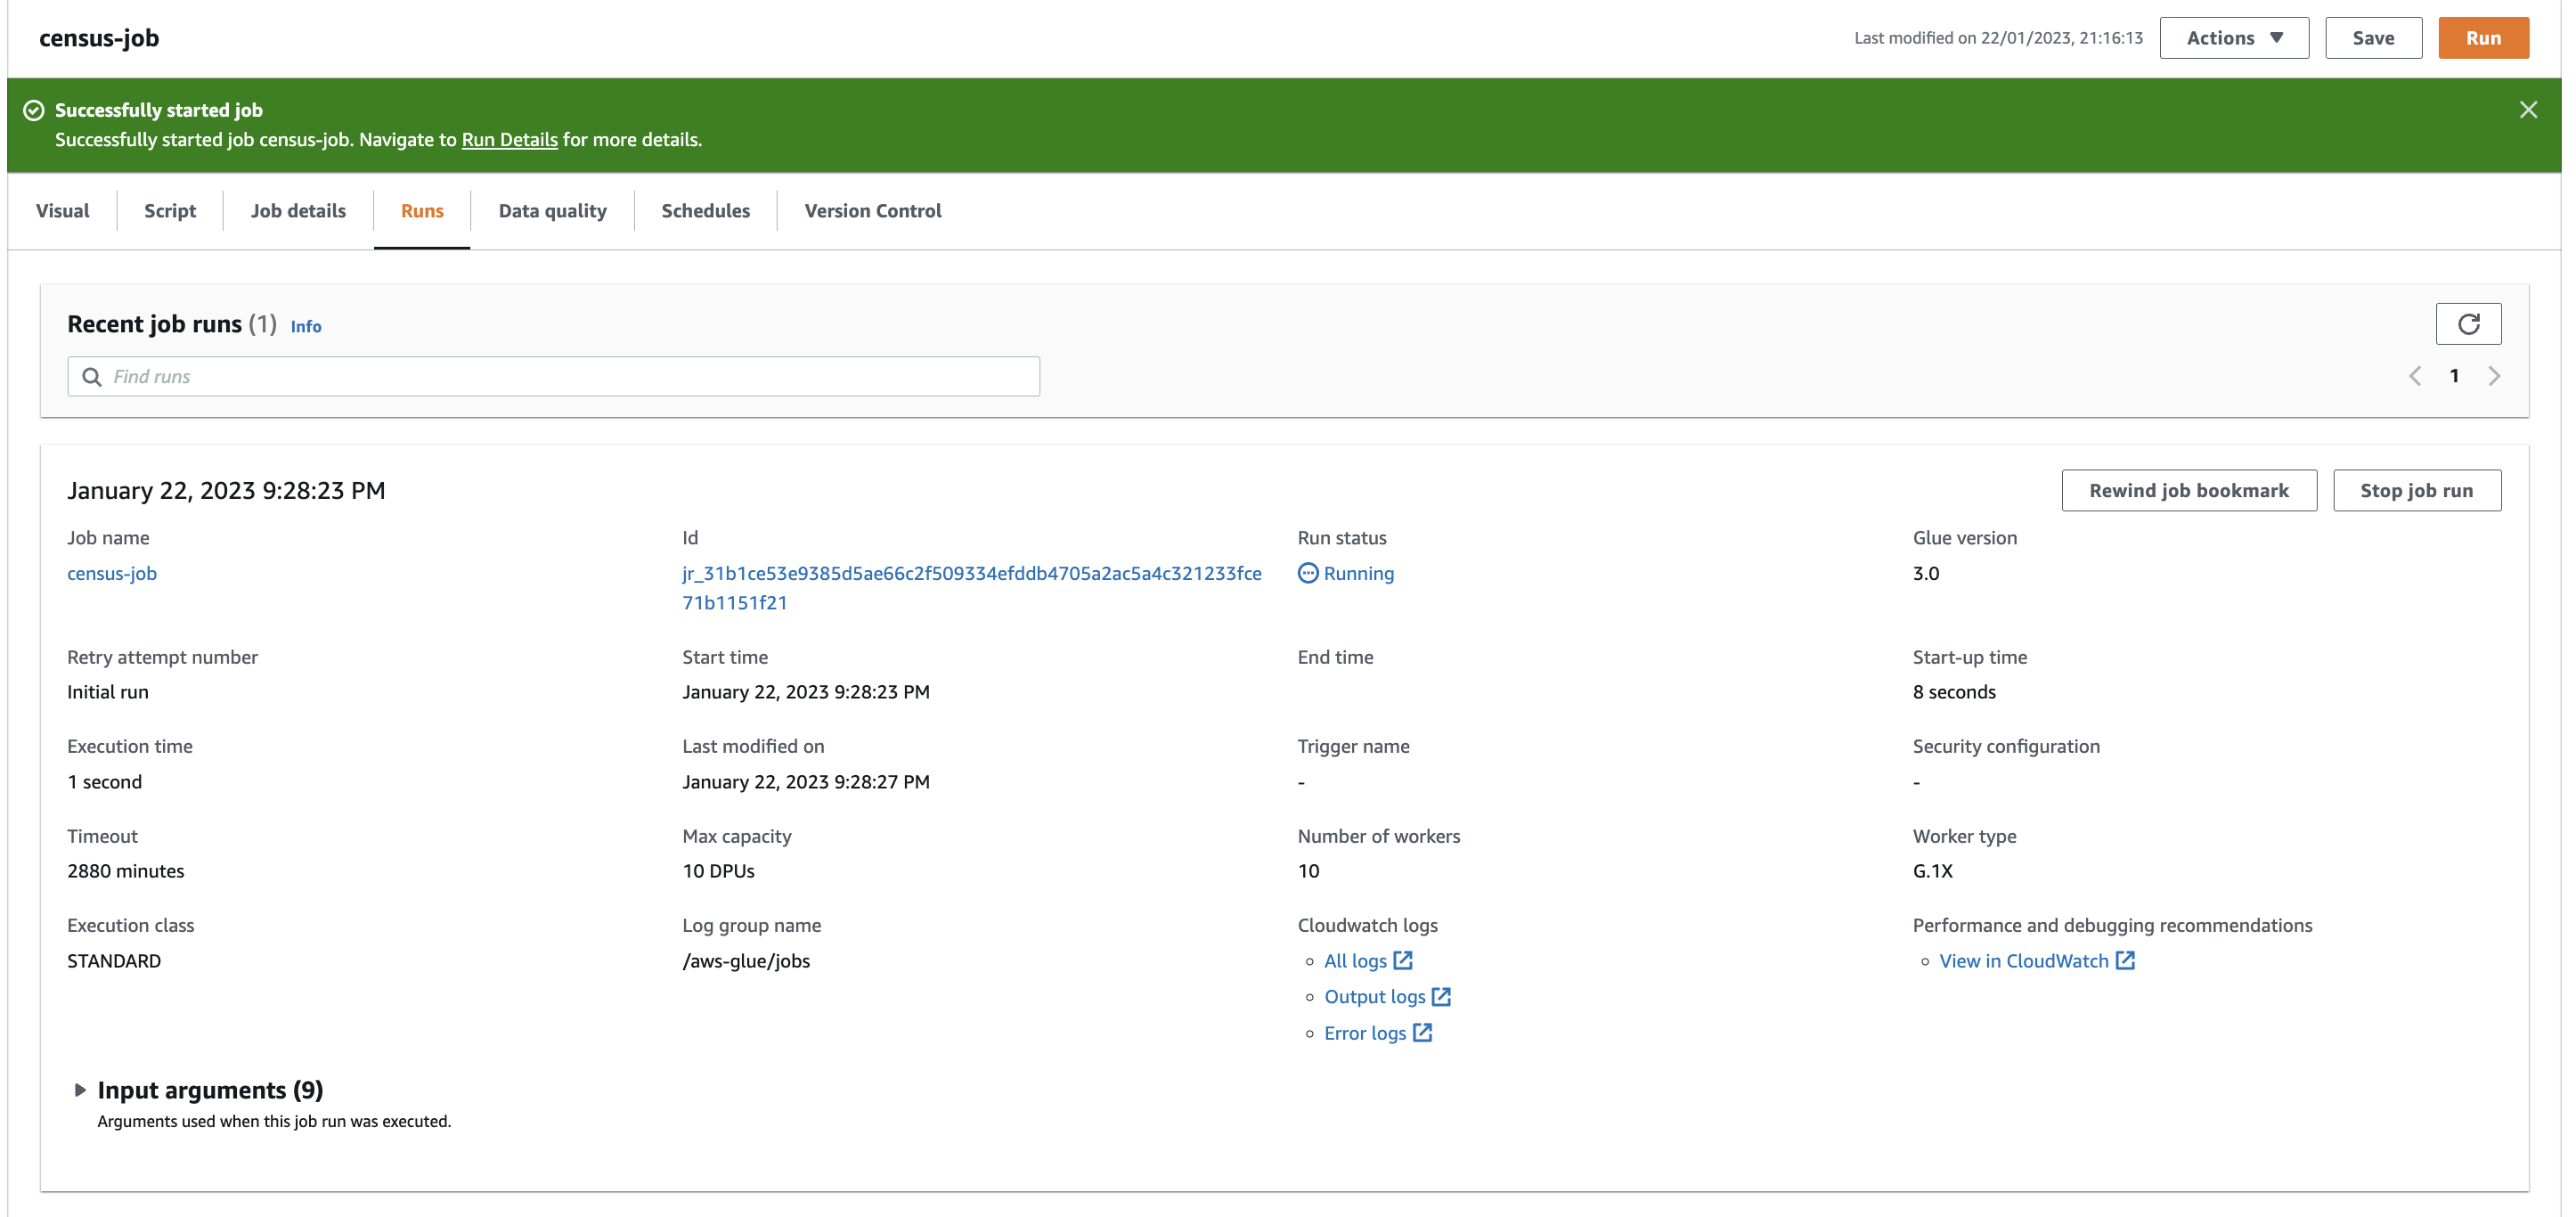 census-job
Last modified on 22/01/2023, 21:16:13
Actions
Save
Run
Successfully started job
Successfully started job census-job. Navigate to Run Details for more details.
Visual
Script
Job details
Runs
Data quality
Schedules
Version Control
Recent job runs (1) Info
Find runs
1
January 22, 2023 9:28:23 PM
Rewind job bookmark
Stop job run
Job name
census-job
Id
jr_31b1ce53e9385d5ae66c2f509334efddb4705a2ac5a4c321233fce
71b1151f21
Run status
Running
Glue version
3.0
Retry attempt number
Initial run
Start time
January 22, 2023 9:28:23 PM
End time
Start-up time
8 seconds
Execution time
1 second
Last modified on
January 22, 2023 9:28:27 PM
Trigger name
-
Security configuration
-
Timeout
2880 minutes
Max capacity
10 DPUs
Number of workers
10
Worker type
G.1X
Execution class
STANDARD
Log group name
/aws-glue/jobs
Cloudwatch logs
All logs
Output logs
Error logs
Performance and debugging recommendations
View in CloudWatch
Input arguments (9)
Arguments used when this job run was executed.